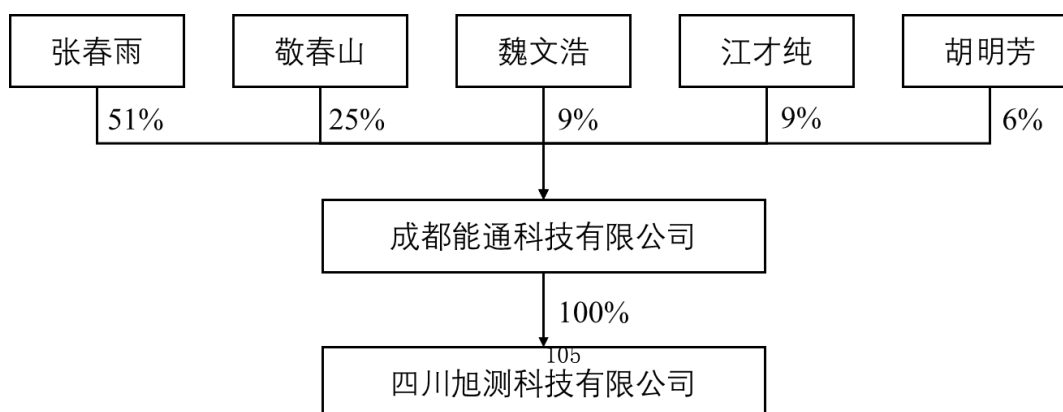 张春雨 敬春山 魏文浩 江才纯 胡明芳
51% 25% 9% 9% 6%
成都能通科技有限公司
100%
105
四川旭测科技有限公司